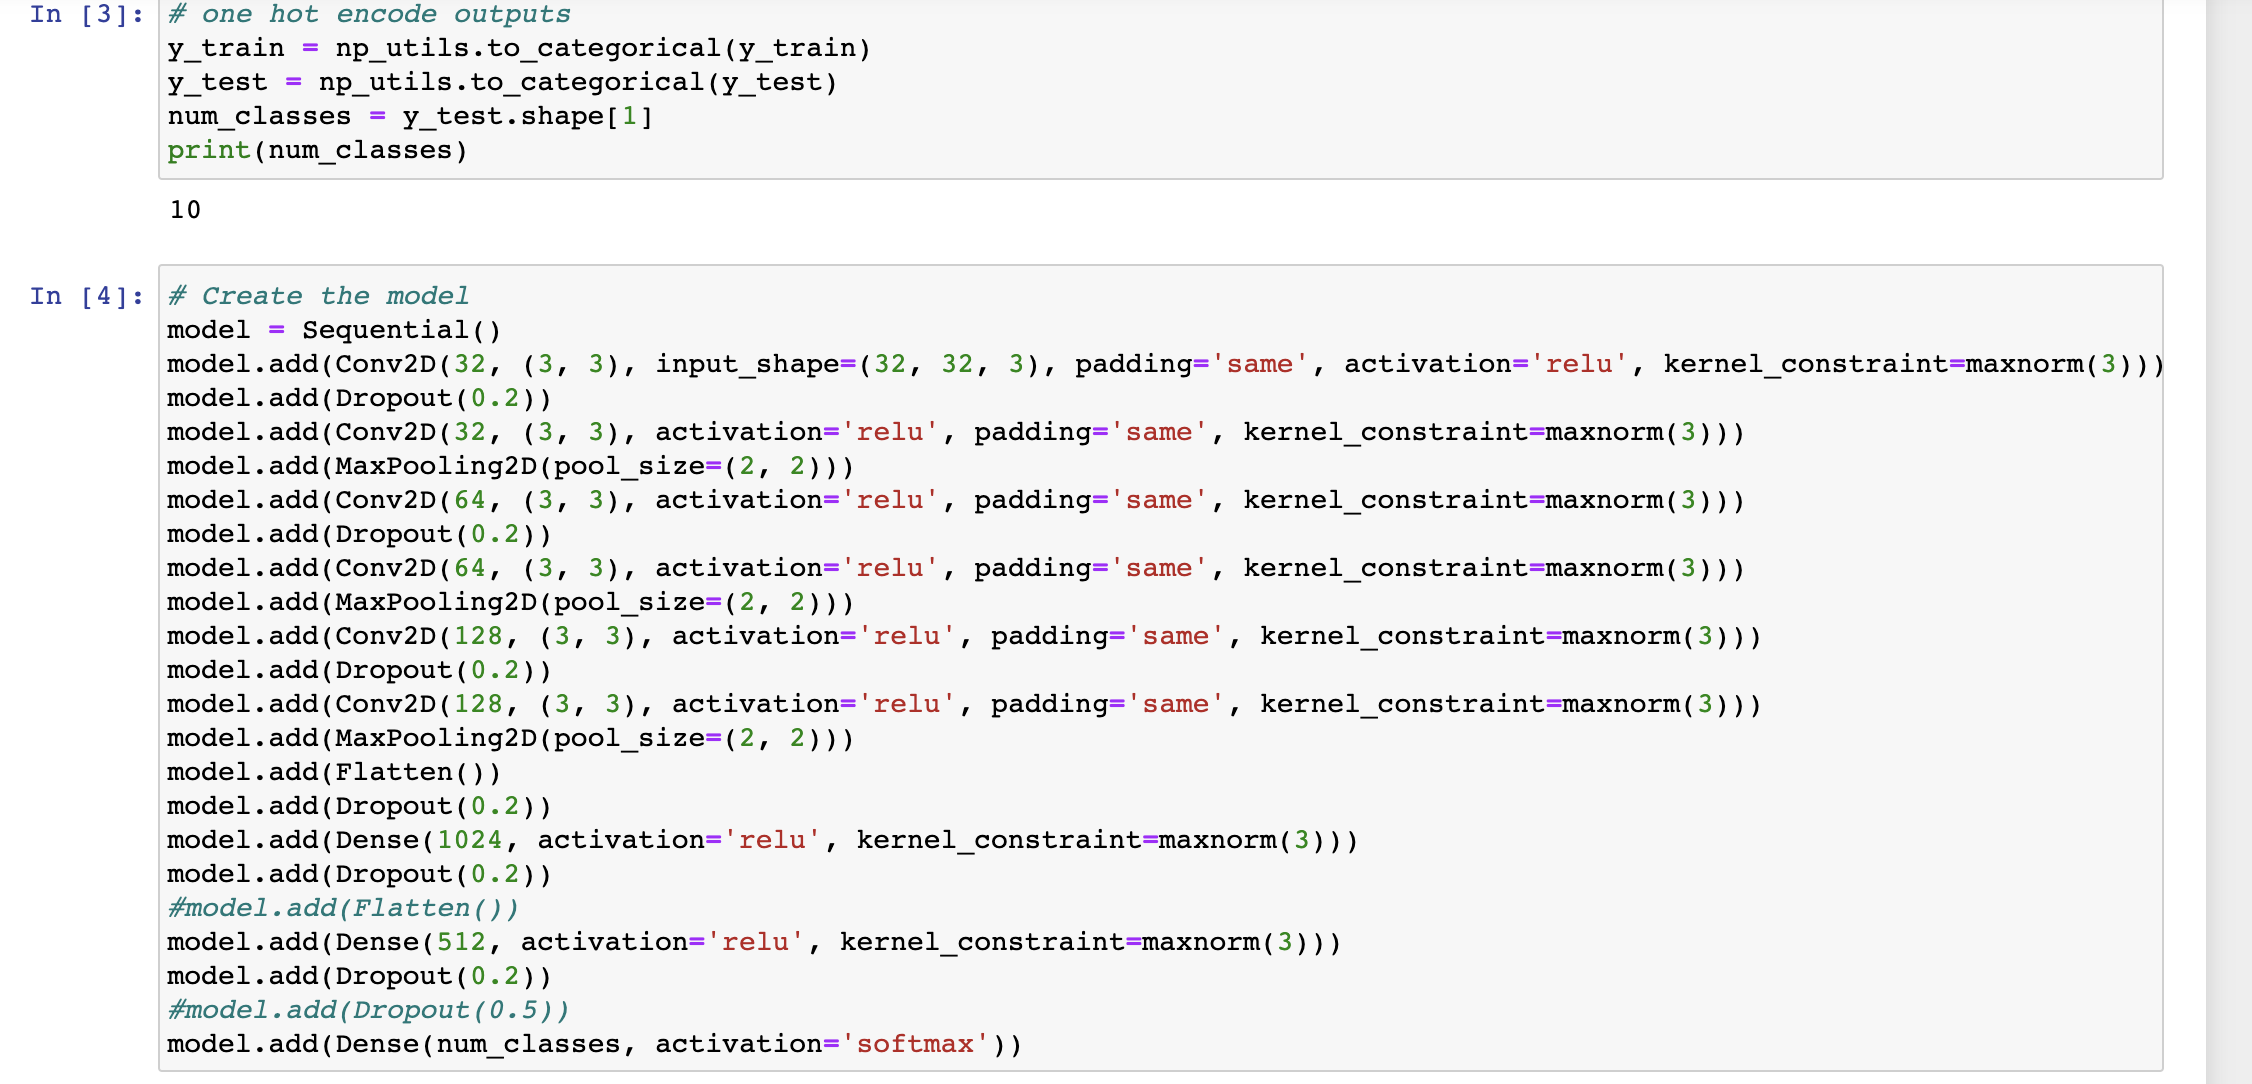 In [3]:
# one hot encode outputs
y_train = np_utils.to_categorical(y_train)
y_test = np_utils.to_categorical(y_test)
num_classes = y_test.shape[1]
print(num_classes)
10
In [4]:
# Create the model
model = Sequential()
model.add(Conv2D(32, (3, 3), input_shape=(32, 32, 3), padding='same', activation='relu', kernel_constraint=maxnorm(3)))
model.add(Dropout(0.2))
model.add(Conv2D(32, (3, 3), activation='relu', padding='same', kernel_constraint=maxnorm(3)))
model.add(MaxPooling2D(pool_size=(2, 2)))
model.add(Conv2D(64, (3, 3), activation='relu', padding='same', kernel_constraint=maxnorm(3)))
model.add(Dropout(0.2))
model.add(Conv2D(64, (3, 3), activation='relu', padding='same', kernel_constraint=maxnorm(3)))
model.add(MaxPooling2D(pool_size=(2, 2)))
model.add(Conv2D(128, (3, 3), activation='relu', padding='same', kernel_constraint=maxnorm(3)))
model.add(Dropout(0.2))
model.add(Conv2D(128, (3, 3), activation='relu', padding='same', kernel_constraint=maxnorm(3)))
model.add(MaxPooling2D(pool_size=(2, 2)))
model.add(Flatten())
model.add(Dropout(0.2))
model.add(Dense(1024, activation='relu', kernel_constraint=maxnorm(3)))
model.add(Dropout(0.2))
#model.add(Flatten())
model.add(Dense(512, activation='relu', kernel_constraint=maxnorm(3)))
model.add(Dropout(0.2))
#model.add(Dropout(0.5))
model.add(Dense(num_classes, activation='softmax'))